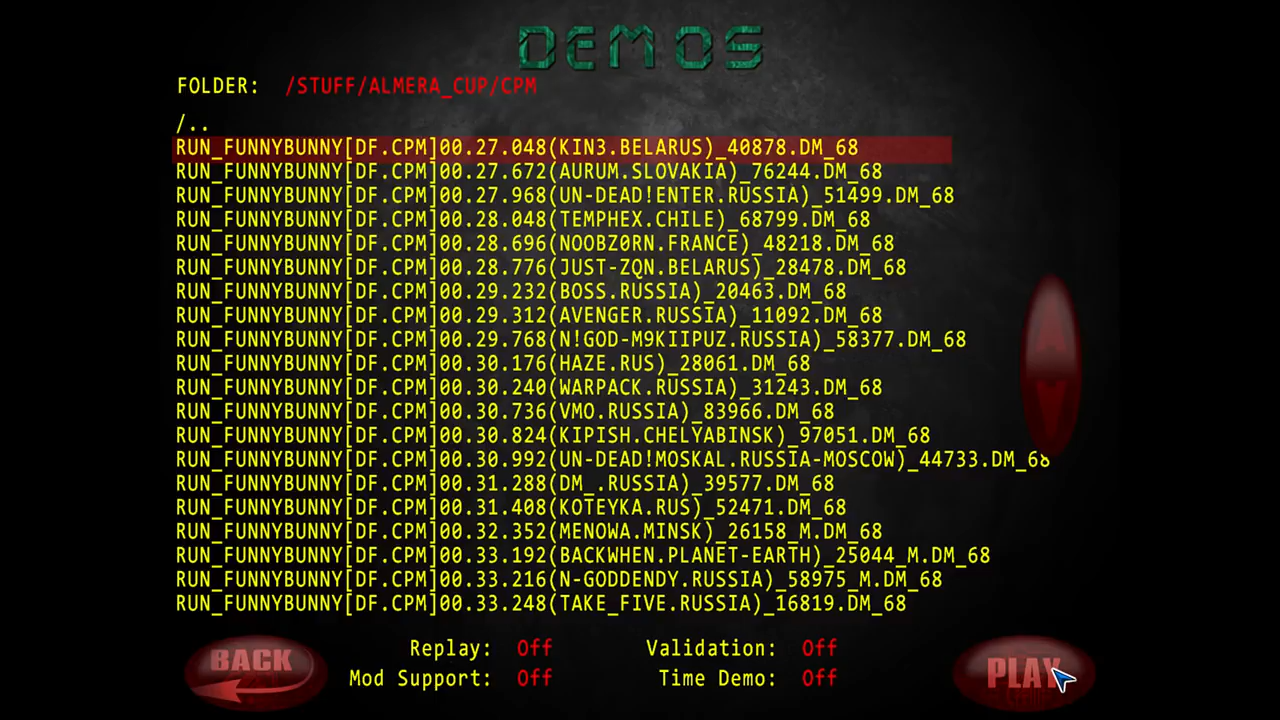 DEMOS
FOLDER: /STUFF/ALMERA_CUP/CPM
/..
RUN_FUNNYBUNNY[DF.CPM]00.27.048(KIN3.BELARUS)_40878.DM_68
RUN_FUNNYBUNNY[DF.CPM]00.27.672(AURUM.SLOVAKIA)_76244.DM_68
RUN_FUNNYBUNNY[DF.CPM]00.27.968(UN-DEAD!ENTER.RUSSIA)_51499.DM_68
RUN_FUNNYBUNNY[DF.CPM]00.28.048(TEMPHEX.CHILE)_68799.DM_68
RUN_FUNNYBUNNY[DF.CPM]00.28.696(NOOBZ0RN.FRANCE)_48218.DM_68
RUN_FUNNYBUNNY[DF.CPM]00.28.776(JUST-ZQN.BELARUS)_28478.DM_68
RUN_FUNNYBUNNY[DF.CPM]00.29.232(BOSS.RUSSIA)_20463.DM_68
RUN_FUNNYBUNNY[DF.CPM]00.29.312(AVENGER.RUSSIA)_11092.DM_68
RUN_FUNNYBUNNY[DF.CPM]00.29.768(N!GOD-M9KIIPUZ.RUSSIA)_58377.DM_68
RUN_FUNNYBUNNY[DF.CPM]00.30.176(HAZE.RUS)_28061.DM_68
RUN_FUNNYBUNNY[DF.CPM]00.30.240(WARPACK.RUSSIA)_31243.DM_68
RUN_FUNNYBUNNY[DF.CPM]00.30.736(VMO.RUSSIA)_83966.DM_68
RUN_FUNNYBUNNY[DF.CPM]00.30.824(KIPISH.CHELYABINSK)_97051.DM_68
RUN_FUNNYBUNNY[DF.CPM]00.30.992(UN-DEAD!MOSKAL.RUSSIA-MOSCOW)_44733.DM_68
RUN_FUNNYBUNNY[DF.CPM]00.31.288(DM_.RUSSIA)_39577.DM_68
RUN_FUNNYBUNNY[DF.CPM]00.31.408(KOTEYKA.RUS)_52471.DM_68
RUN_FUNNYBUNNY[DF.CPM]00.32.352(MENOWA.MINSK)_26158_M.DM_68
RUN_FUNNYBUNNY[DF.CPM]00.33.192(BACKWHEN.PLANET-EARTH)_25044_M.DM_68
RUN_FUNNYBUNNY[DF.CPM]00.33.216(N-GODDENDY.RUSSIA)_58975_M.DM_68
RUN_FUNNYBUNNY[DF.CPM]00.33.248(TAKE_FIVE.RUSSIA)_16819.DM_68
BACK
Replay: Off Validation: Off
Mod Support: Off Time Demo: Off
PLAY